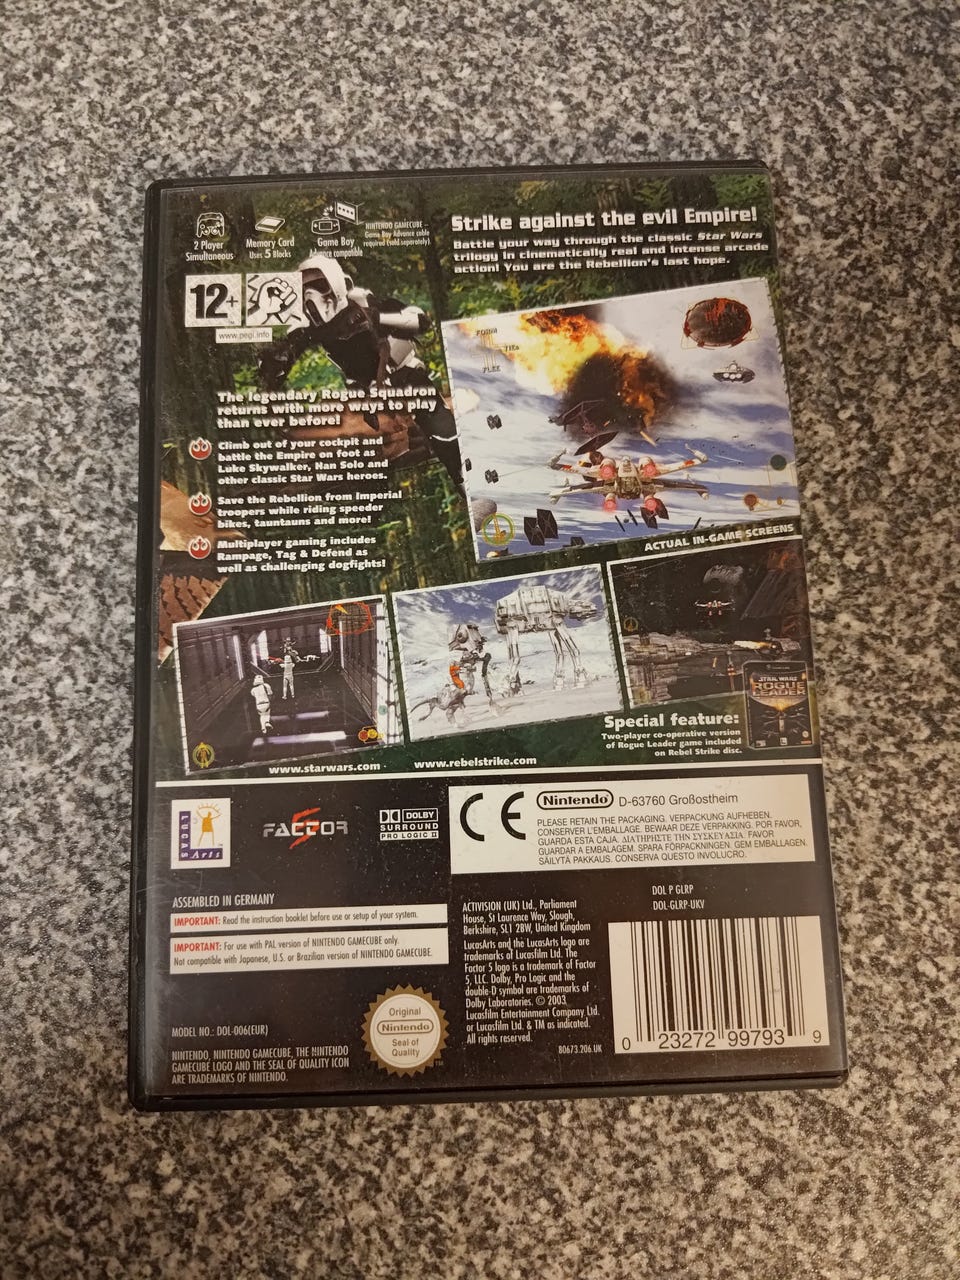 2 Player
Simultaneous
Memory Card
Uses 5 Blocks
Game Boy
Advance compatible
NINTENDO GAMECUBE –
Game Boy Advance cable
required (sold separately).
12+
www.pegi.info
Strike against the evil Empire!
Battle your way through the classic Star Wars
trilogy in cinematically real and intense arcade
action! You are the Rebellion's last hope.
The legendary Rogue Squadron
returns with more ways to play
than ever before!
Climb out of your cockpit and
battle the Empire on foot as
Luke Skywalker, Han Solo and
other classic Star Wars heroes.
Save the Rebellion from Imperial
troopers while riding speeder
bikes, tauntauns and more!
Multiplayer gaming includes
Rampage, Tag & Defend as
well as challenging dogfights!
FORM
FLEE
ACTUAL IN-GAME SCREENS
STAR WARS
ROGUE
LEADER
Special feature:
Two-player co-operative version
of Rogue Leader game included
on Rebel Strike disc.
www.starwars.com
www.rebelstrike.com
LUCAS
Arts
FACTOR 5
DOLBY
SURROUND
PRO LOGIC II
CE
Nintendo
D-63760 Großostheim
PLEASE RETAIN THE PACKAGING. VERPACKUNG AUFHEBEN.
CONSERVER L'EMBALLAGE. BEWAAR DEZE VERPAKKING. POR FAVOR,
GUARDA ESTA CAJA. ΔΙΑΤΗΡΗΣΤΕ ΤΗΝ ΣΥΣΚΕΥΑΣΙΑ. FAVOR
GUARDAR A EMBALAGEM. SPARA FÖRPACKNINGEN. GEM EMBALLAGEN.
SÄILYTÄ PAKKAUS. CONSERVA QUESTO INVOLUCRO.
ASSEMBLED IN GERMANY
IMPORTANT: Read the instruction booklet before use or setup of your system.
IMPORTANT: For use with PAL version of NINTENDO GAMECUBE only.
Not compatible with Japanese, U.S. or Brazilian version of NINTENDO GAMECUBE.
MODEL NO.: DOL-006(EUR)
NINTENDO, NINTENDO GAMECUBE, THE NINTENDO
GAMECUBE LOGO AND THE SEAL OF QUALITY ICON
ARE TRADEMARKS OF NINTENDO.
Original
Nintendo
Seal of
Quality
TM
ACTIVISION (UK) Ltd., Parliament
House, St Laurence Way, Slough,
Berkshire, SL1 2BW, United Kingdom
LucasArts and the LucasArts logo are
trademarks of Lucasfilm Ltd. The
Factor 5 logo is a trademark of Factor
5, LLC. Dolby, Pro Logic and the
double-D symbol are trademarks of
Dolby Laboratories. © 2003
Lucasfilm Entertainment Company Ltd.
or Lucasfilm Ltd. & TM as indicated.
All rights reserved.
80673.206.UK
DOL P GLRP
DOL-GLRP-UKV
0 23272 99793 9